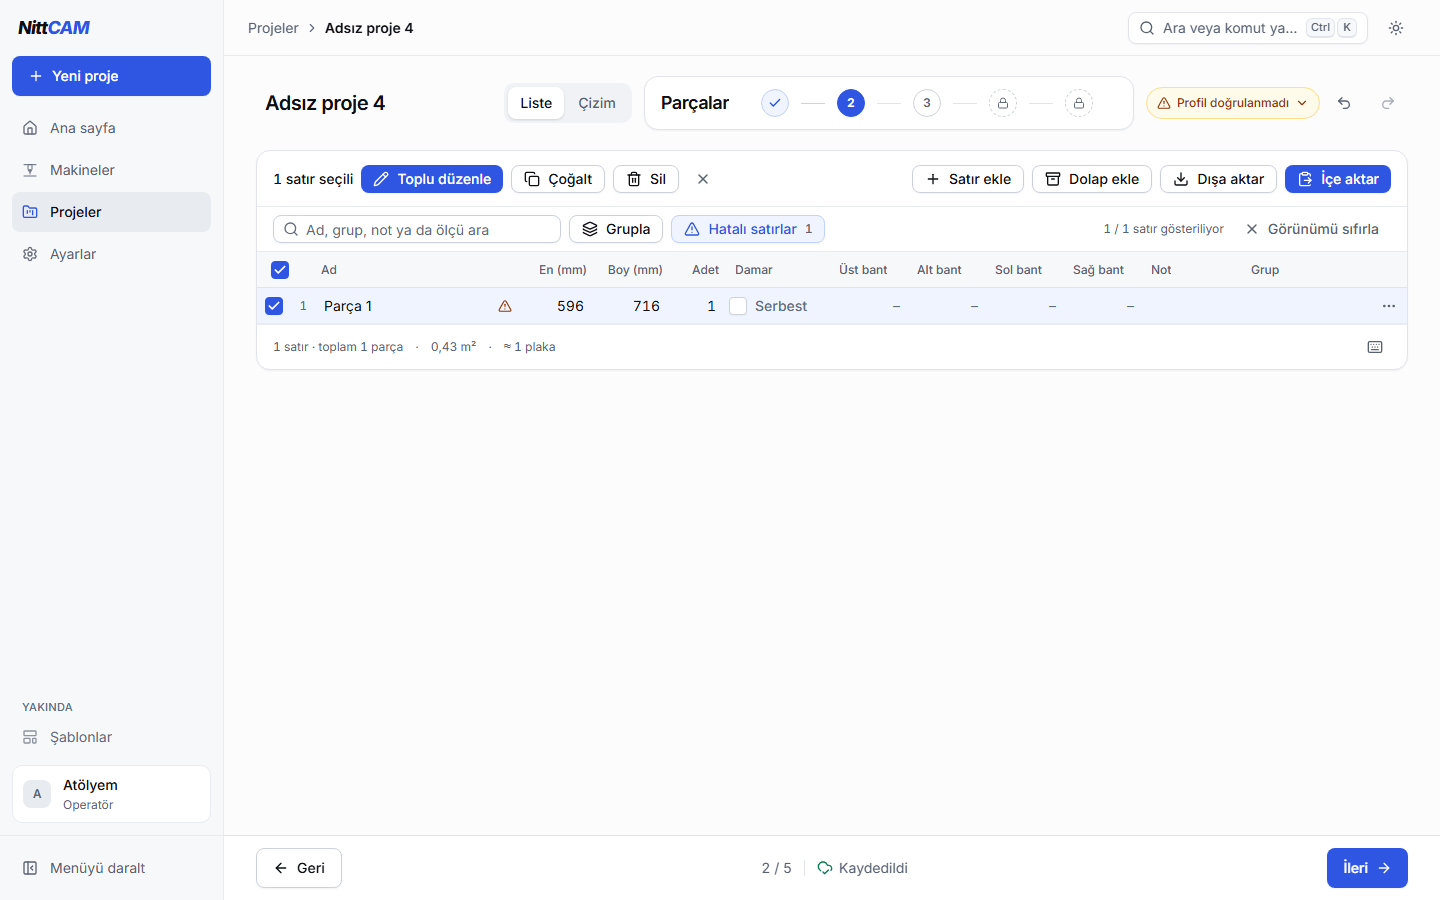 NittCAM
Projeler > Adsız proje 4
Ara veya komut ya... Ctrl K
Yeni proje
Ana sayfa
Makineler
Projeler
Ayarlar
Adsız proje 4
Liste Çizim
Parçalar 2 3
Profil doğrulanmadı
1 satır seçili Toplu düzenle Çoğalt Sil
Satır ekle Dolap ekle Dışa aktar İçe aktar
Ad, grup, not ya da ölçü ara Grupla Hatalı satırlar 1
1 / 1 satır gösteriliyor Görünümü sıfırla
Ad En (mm) Boy (mm) Adet Damar Üst bant Alt bant Sol bant Sağ bant Not Grup
1 Parça 1 596 716 1 Serbest – – – –
1 satır · toplam 1 parça · 0,43 m² · ≈ 1 plaka
YAKINDA
Şablonlar
A
Atölyem
Operatör
Menüyü daralt
Geri
2 / 5 Kaydedildi
İleri